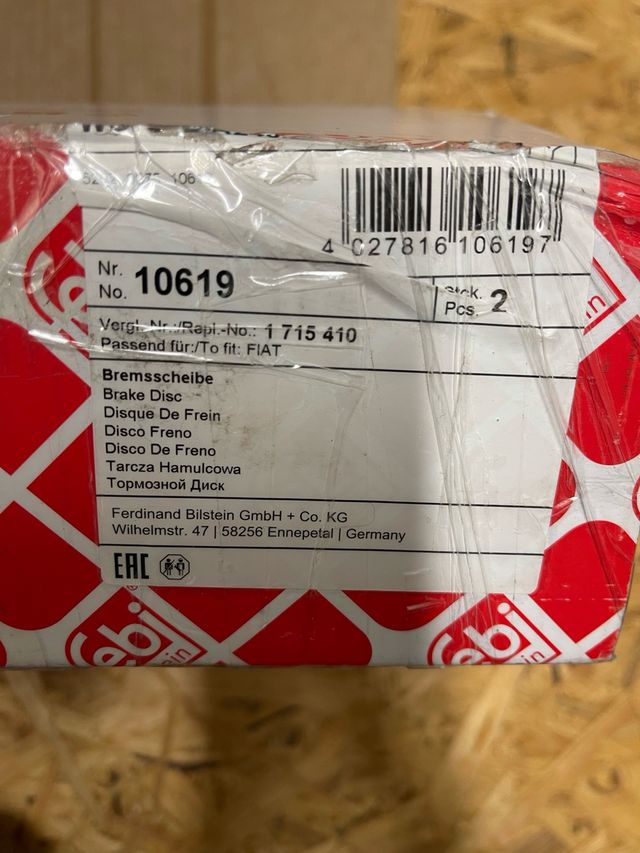 4 027816 106197
Nr.
No. 10619
Stck.
Pcs. 2
Vergl.-Nr.:/Repl.-No.: 1 715 410
Passend für:/To fit: FIAT
Bremsscheibe
Brake Disc
Disque De Frein
Disco Freno
Disco De Freno
Tarcza Hamulcowa
Тормозной Диск
Ferdinand Bilstein GmbH + Co. KG
Wilhelmstr. 47 | 58256 Ennepetal | Germany
EAC
febi
febi